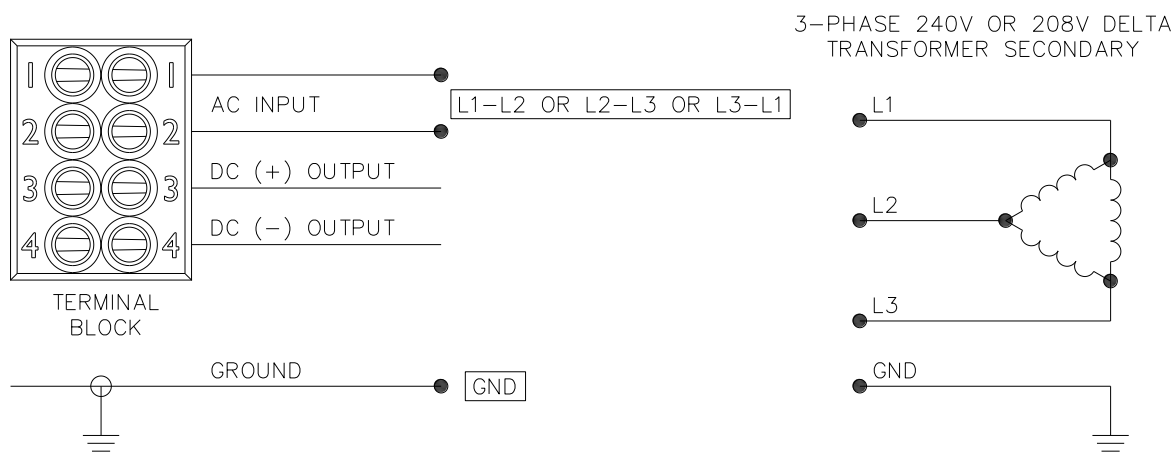 3-PHASE 240V OR 208V DELTA
TRANSFORMER SECONDARY
1 1
AC INPUT
L1-L2 OR L2-L3 OR L3-L1
L1
2 2
3 3
DC (+) OUTPUT
L2
4 4
DC (-) OUTPUT
TERMINAL
BLOCK
L3
GROUND
GND
GND